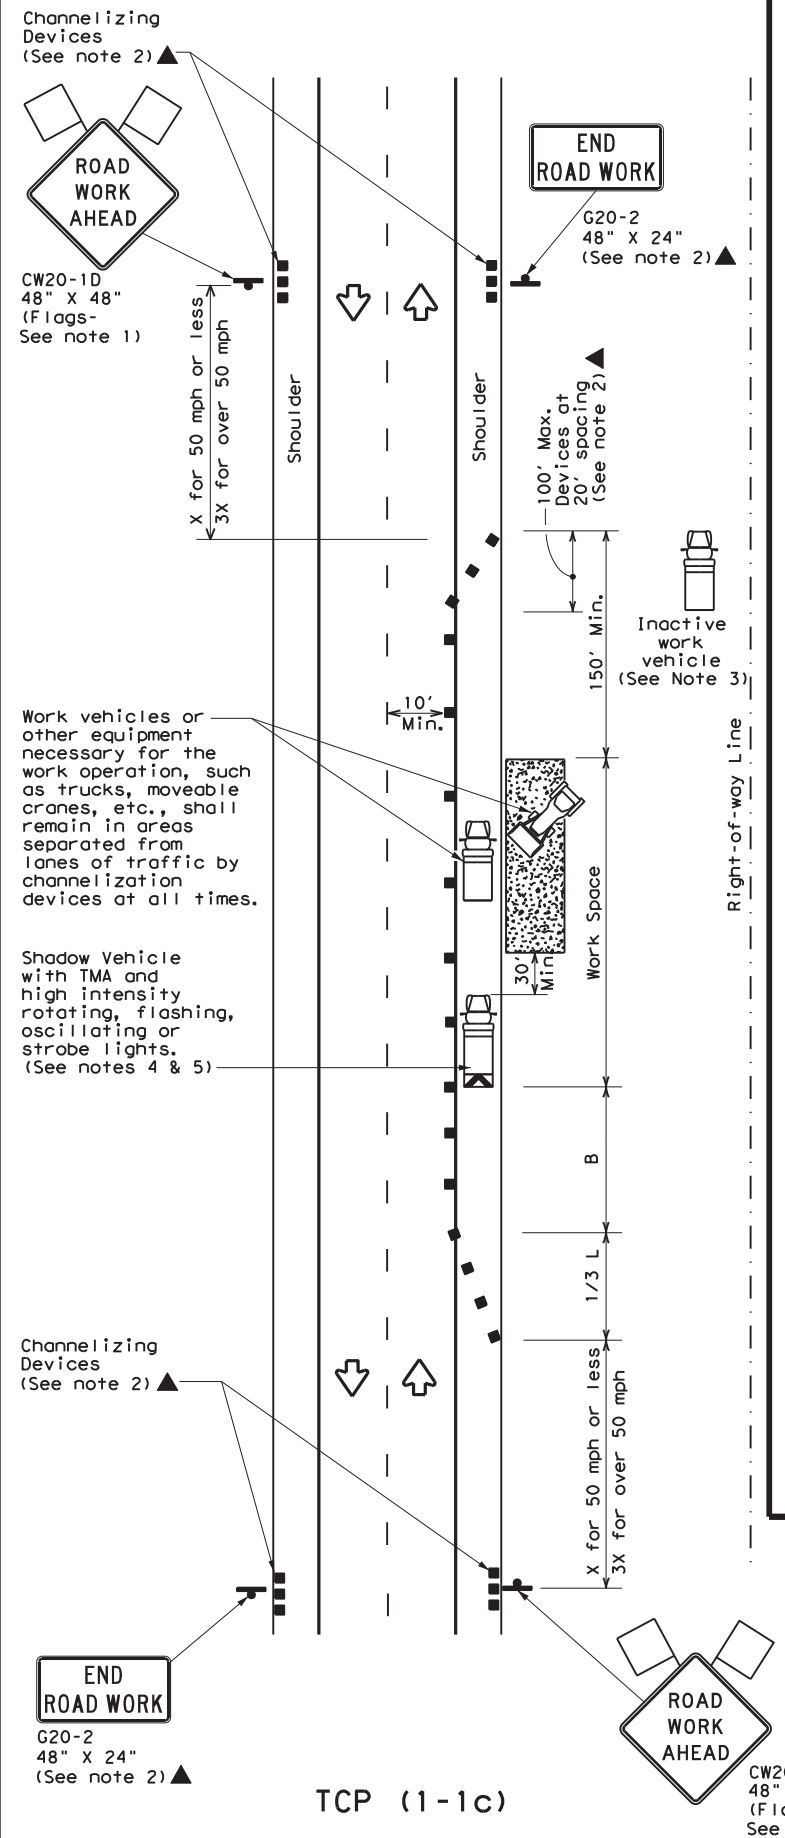 Channelizing
Devices
(See note 2)
ROAD
WORK
AHEAD
CW20-1D
48" X 48"
(Flags-
See note 1)
END
ROAD WORK
G20-2
48" X 24"
(See note 2)
X for 50 mph or less
3X for over 50 mph
Shoulder
Shoulder
100' Max.
Devices at
20' spacing
(See note 2)
150' Min.
Inactive
work
vehicle
(See Note 3)
10'
Min.
Work vehicles or
other equipment
necessary for the
work operation, such
as trucks, moveable
cranes, etc., shall
remain in areas
separated from
lanes of traffic by
channelization
devices at all times.
Right-of-way Line
Work Space
30'
Min.
Shadow Vehicle
with TMA and
high intensity
rotating, flashing,
oscillating or
strobe lights.
(See notes 4 & 5)
B
1/3 L
Channelizing
Devices
(See note 2)
X for 50 mph or less
3X for over 50 mph
END
ROAD WORK
G20-2
48" X 24"
(See note 2)
ROAD
WORK
AHEAD
48"
See
TCP (1-1c)